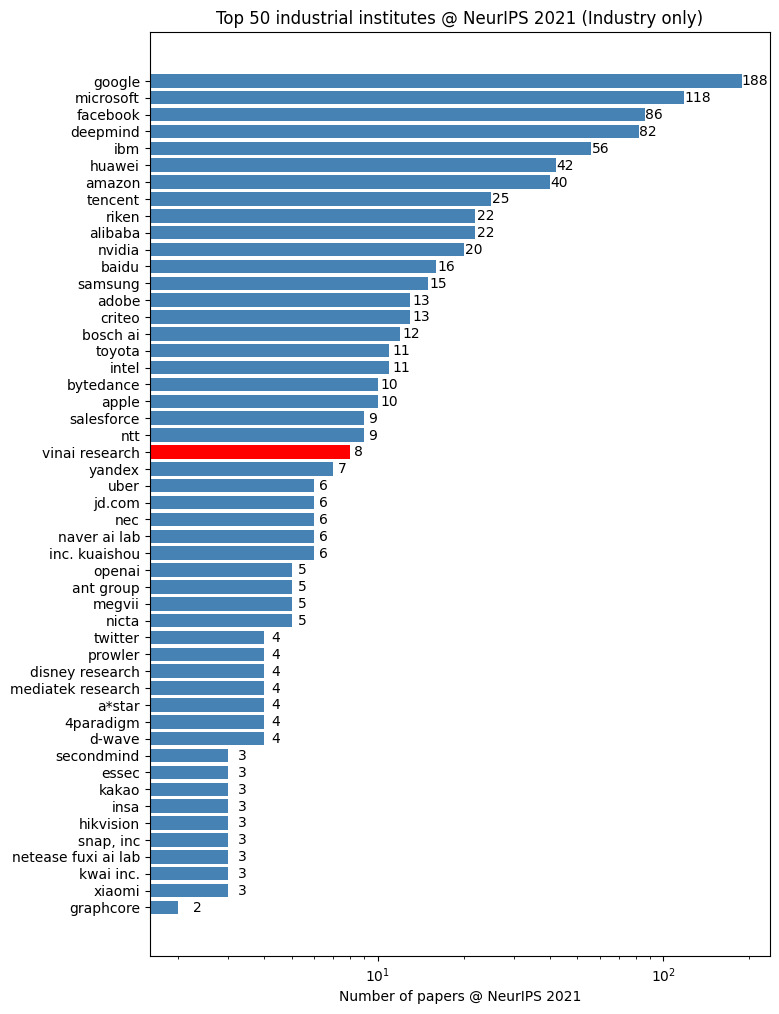 Top 50 industrial institutes @ NeurIPS 2021 (Industry only)
google 188
microsoft 118
facebook 86
deepmind 82
ibm 56
huawei 42
amazon 40
tencent 25
riken 22
alibaba 22
nvidia 20
baidu 16
samsung 15
adobe 13
criteo 13
bosch ai 12
toyota 11
intel 11
bytedance 10
apple 10
salesforce 9
ntt 9
vinai research 8
yandex 7
uber 6
jd.com 6
nec 6
naver ai lab 6
inc. kuaishou 6
openai 5
ant group 5
megvii 5
nicta 5
twitter 4
prowler 4
disney research 4
mediatek research 4
a*star 4
4paradigm 4
d-wave 4
secondmind 3
essec 3
kakao 3
insa 3
hikvision 3
snap, inc 3
netease fuxi ai lab 3
kwai inc. 3
xiaomi 3
graphcore 2
10¹ 10²
Number of papers @ NeurIPS 2021